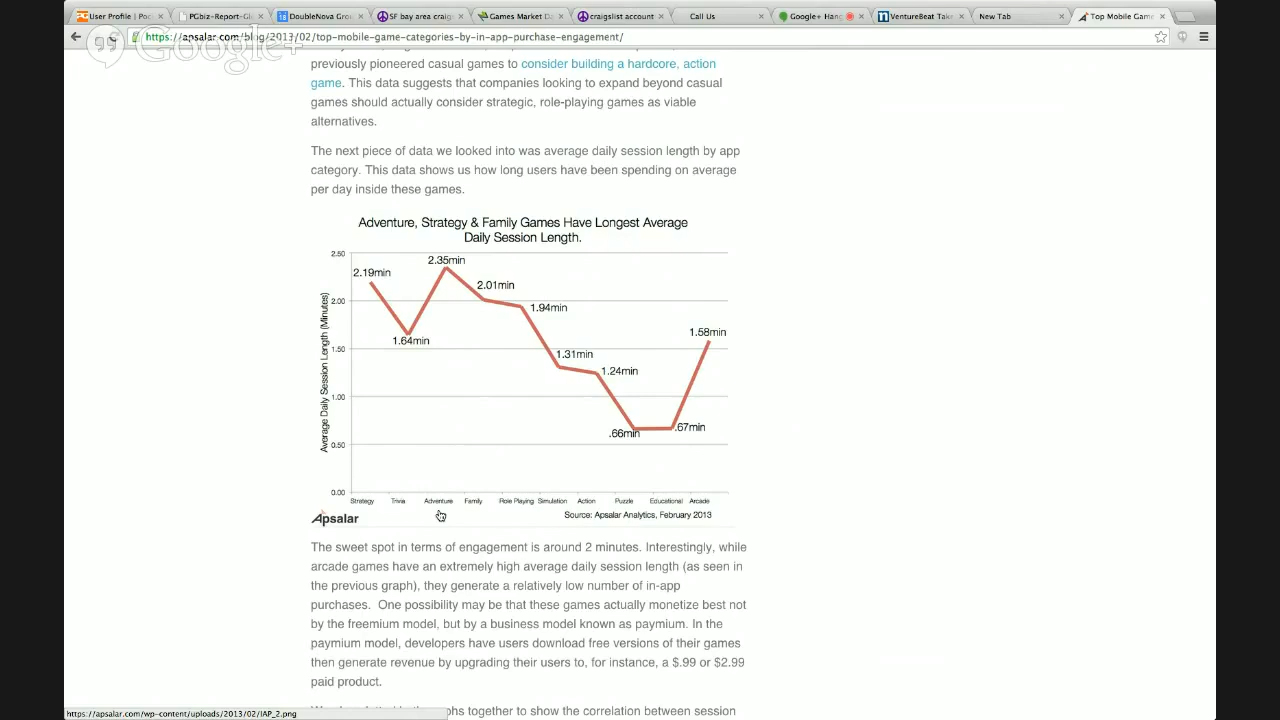 User Profile | Poc
PGbiz-Report-Gl
DoubleNova Grou
SF bay area craig
Games Market D
craigslist account
Call Us
Google+ Hang
VentureBeat Take
New Tab
Top Mobile Game
https://apsalar.com/blog/2013/02/top-mobile-game-categories-by-in-app-purchase-engagement/
Google+
previously pioneered casual games to consider building a hardcore, action
game. This data suggests that companies looking to expand beyond casual
games should actually consider strategic, role-playing games as viable
alternatives.
The next piece of data we looked into was average daily session length by app
category. This data shows us how long users have been spending on average
per day inside these games.
Adventure, Strategy & Family Games Have Longest Average
Daily Session Length.
Average Daily Session Length (Minutes)
2.50
2.00
1.50
1.00
0.50
0.00
2.19min
1.64min
2.35min
2.01min
1.94min
1.31min
1.24min
.66min
.67min
1.58min
Strategy Trivia Adventure Family Role Playing Simulation Action Puzzle Educational Arcade
Apsalar
Source: Apsalar Analytics, February 2013
The sweet spot in terms of engagement is around 2 minutes. Interestingly, while
arcade games have an extremely high average daily session length (as seen in
the previous graph), they generate a relatively low number of in-app
purchases. One possibility may be that these games actually monetize best not
by the freemium model, but by a business model known as paymium. In the
paymium model, developers have users download free versions of their games
then generate revenue by upgrading their users to, for instance, a $.99 or $2.99
paid product.
together to show the correlation between session
https://apsalar.com/wp-content/uploads/2013/02/IAP_2.png